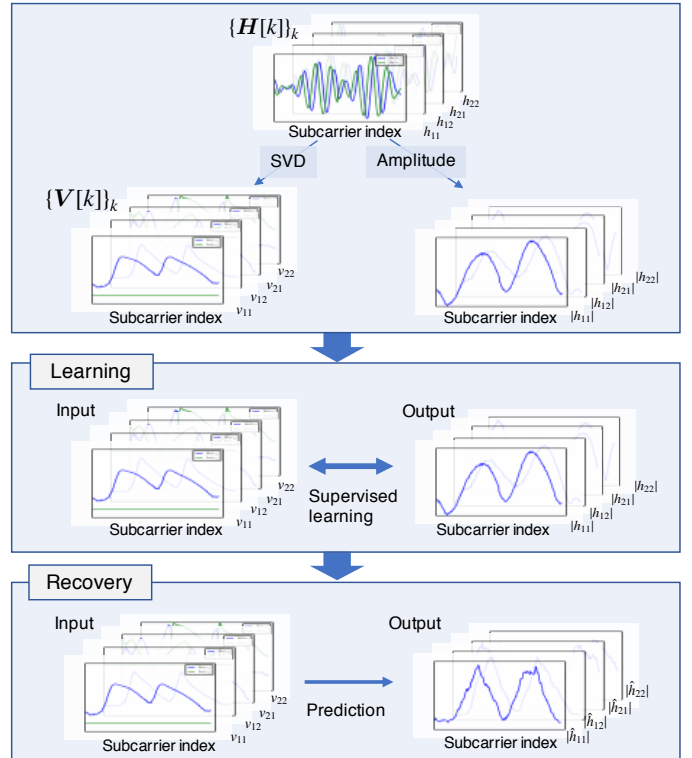 {H[k]}k
h22
h21
h12
h11
Subcarrier index
SVD
Amplitude
{V[k]}k
v22
v21
v12
v11
Subcarrier index
|h22|
|h21|
|h12|
|h11|
Subcarrier index
Learning
Input
Output
v22
v21
v12
v11
Subcarrier index
Supervised
learning
|h22|
|h21|
|h12|
|h11|
Subcarrier index
Recovery
Input
Output
v22
v21
v12
v11
Subcarrier index
Prediction
|ĥ22|
|ĥ21|
|ĥ12|
|ĥ11|
Subcarrier index